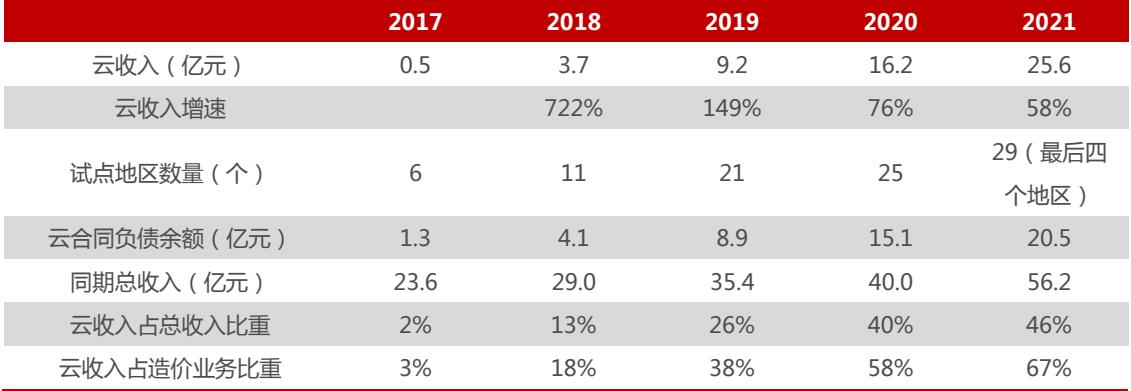 2017 2018 2019 2020 2021
云收入（亿元） 0.5 3.7 9.2 16.2 25.6
云收入增速 722% 149% 76% 58%
试点地区数量（个） 6 11 21 25 29（最后四
个地区）
云合同负债余额（亿元） 1.3 4.1 8.9 15.1 20.5
同期总收入（亿元） 23.6 29.0 35.4 40.0 56.2
云收入占总收入比重 2% 13% 26% 40% 46%
云收入占造价业务比重 3% 18% 38% 58% 67%